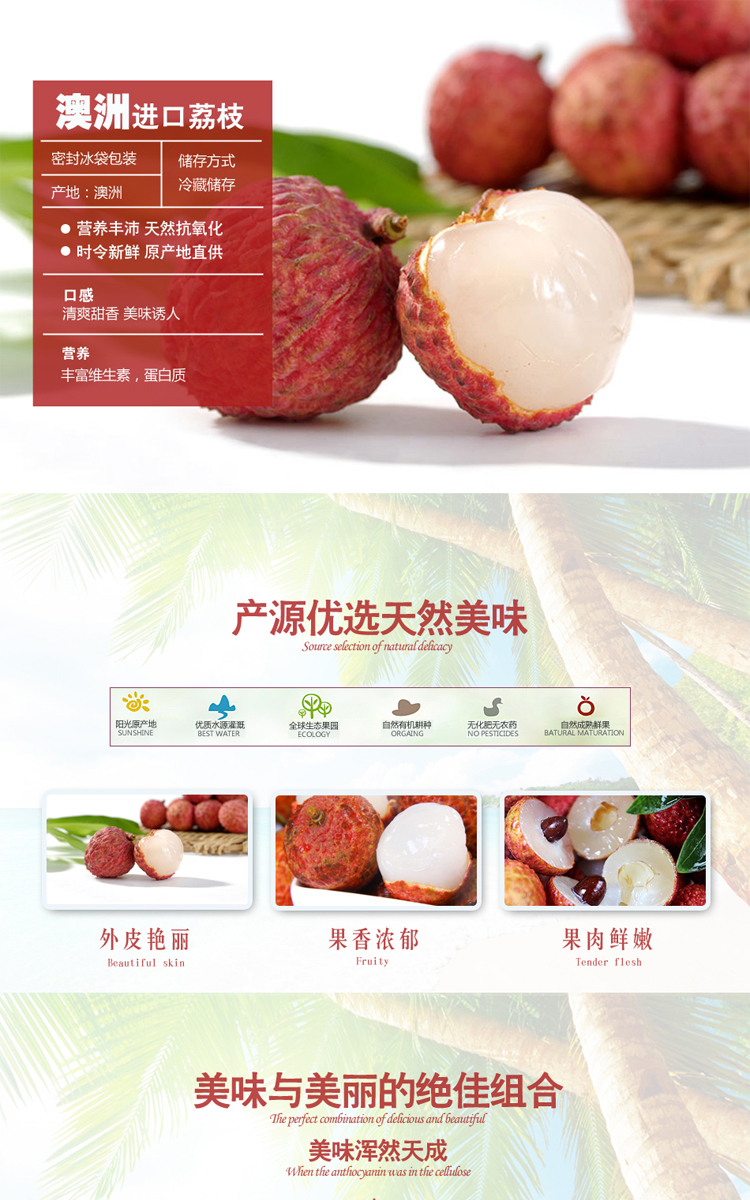 澳洲进口荔枝
密封冰袋包装
产地：澳洲
储存方式
冷藏储存
● 营养丰沛 天然抗氧化
● 时令新鲜 原产地直供
口感
清爽甜香 美味诱人
营养
丰富维生素，蛋白质
产源优选天然美味
Source selection of natural delicacy
阳光原产地
SUNSHINE
优质水源灌溉
BEST WATER
全球生态果园
ECOLOGY
自然有机耕种
ORGAING
无化肥无农药
NO PESTICIDES
自然成熟鲜果
BATURAL MATURATION
外皮艳丽
Beautiful skin
果香浓郁
Fruity
果肉鲜嫩
Tender flesh
美味与美丽的绝佳组合
The perfect combination of delicious and beautiful
美味浑然天成
When the anthocyanin was in the cellulose